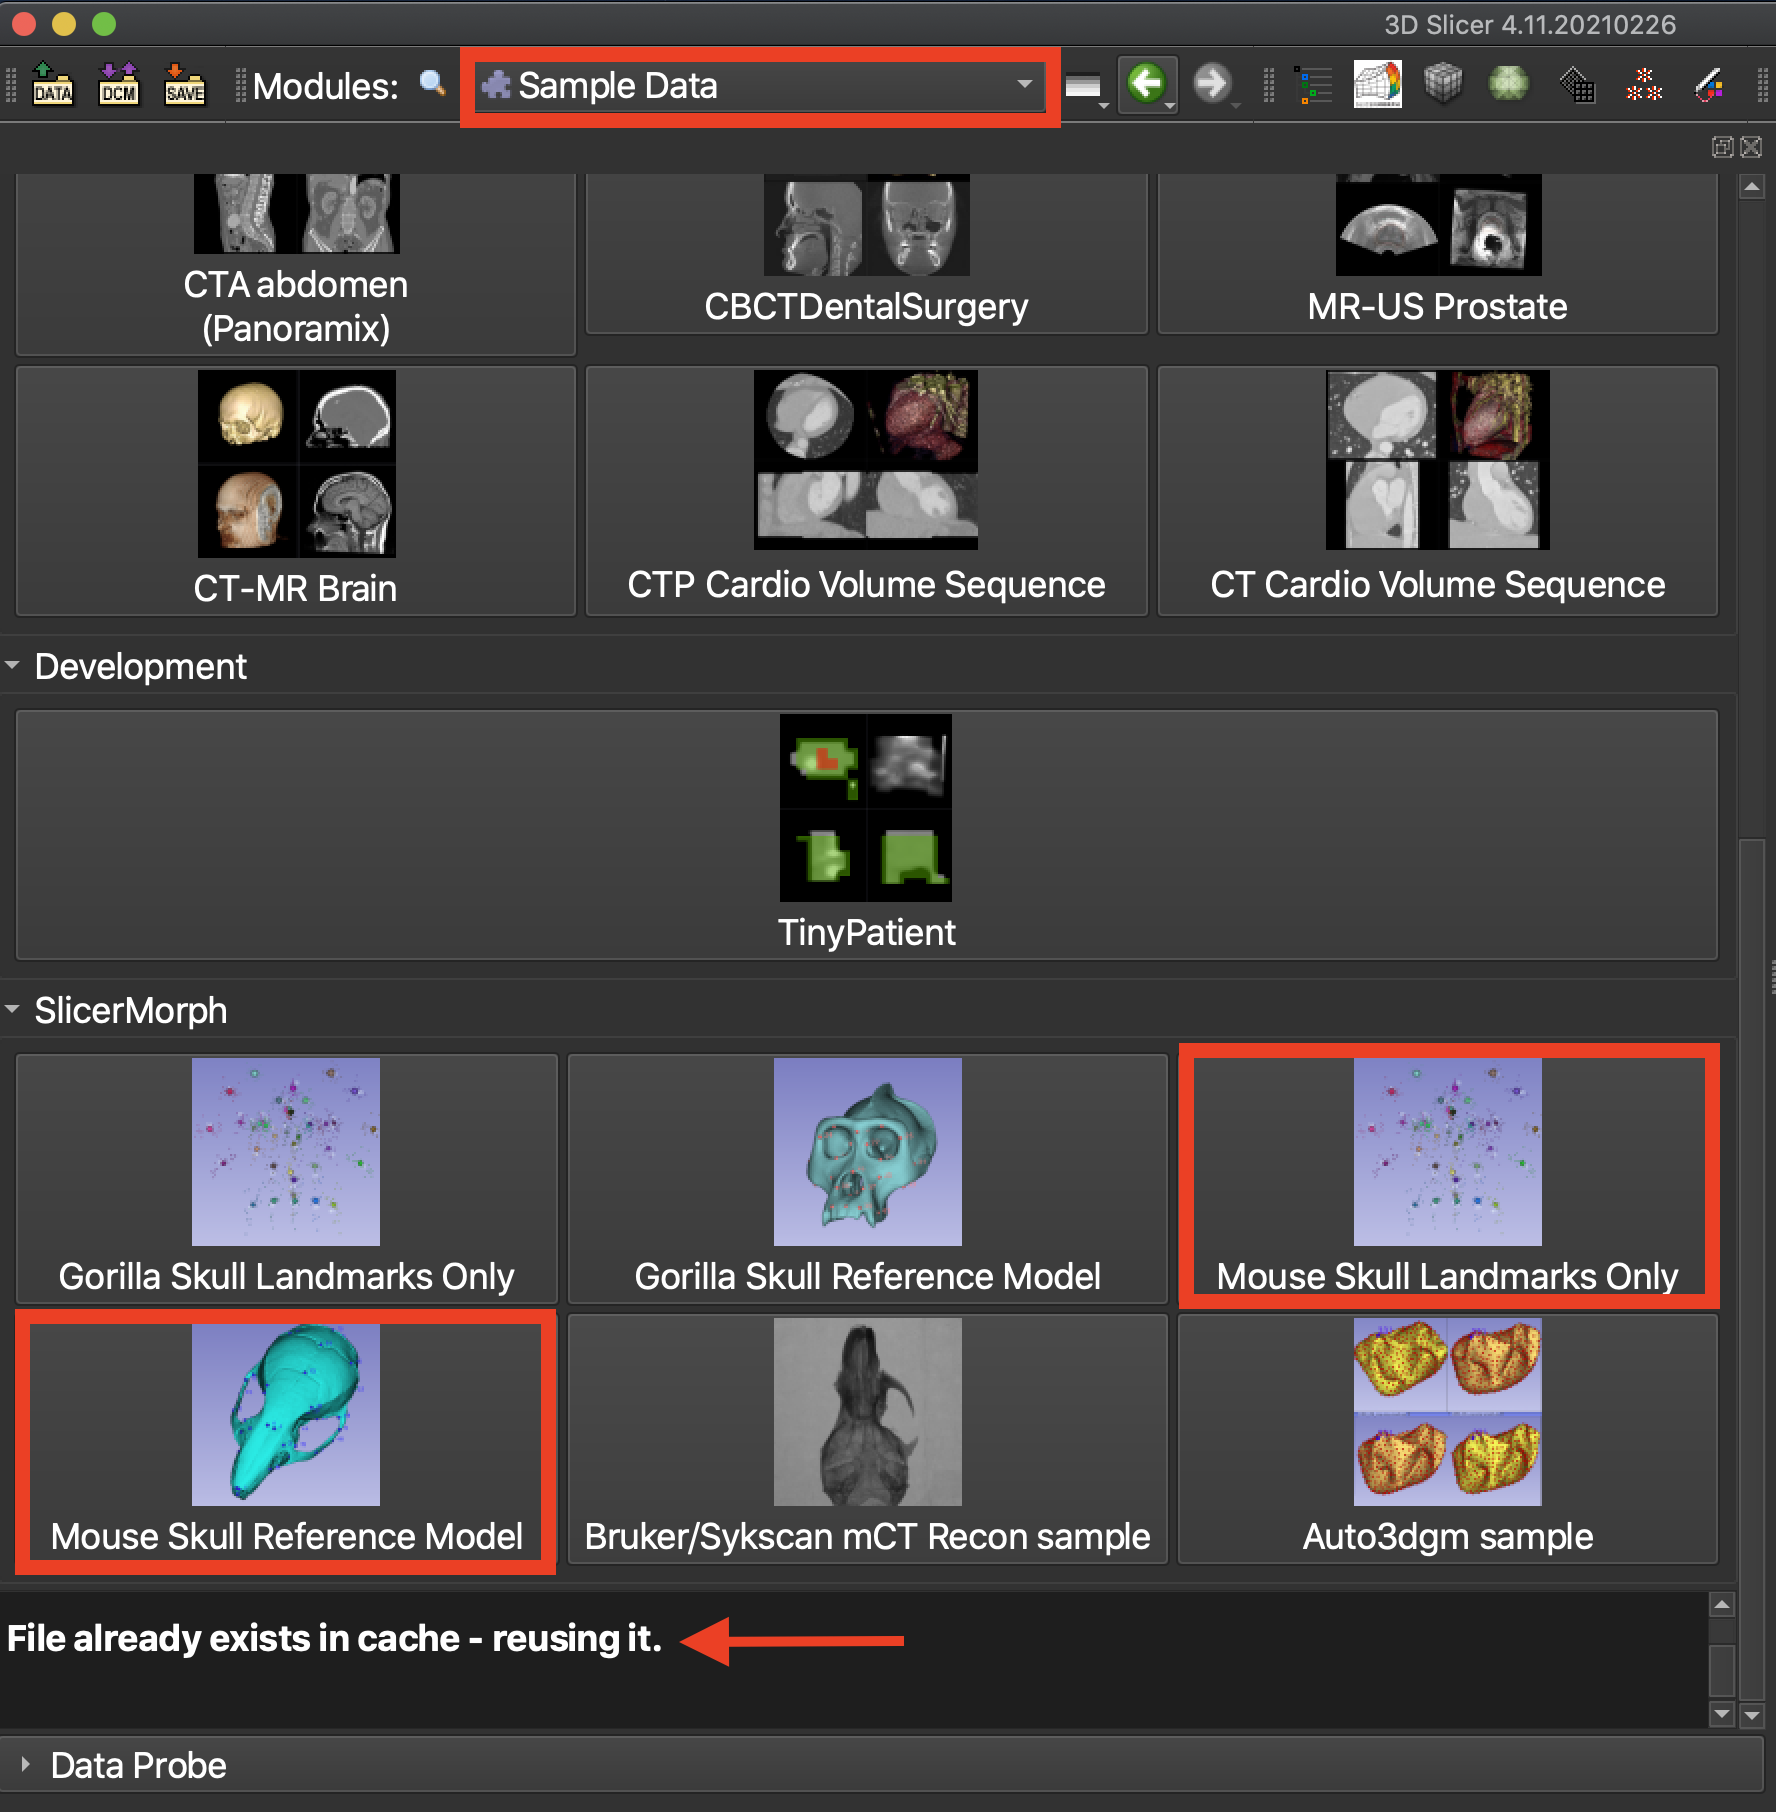 3D Slicer 4.11.20210226
DATA
DCM
SAVE
Modules:
Sample Data
CTA abdomen
(Panoramix)
CBCTDentalSurgery
MR-US Prostate
CT-MR Brain
CTP Cardio Volume Sequence
CT Cardio Volume Sequence
Development
TinyPatient
SlicerMorph
Gorilla Skull Landmarks Only
Gorilla Skull Reference Model
Mouse Skull Landmarks Only
Mouse Skull Reference Model
Bruker/Sykscan mCT Recon sample
Auto3dgm sample
File already exists in cache - reusing it.
Data Probe